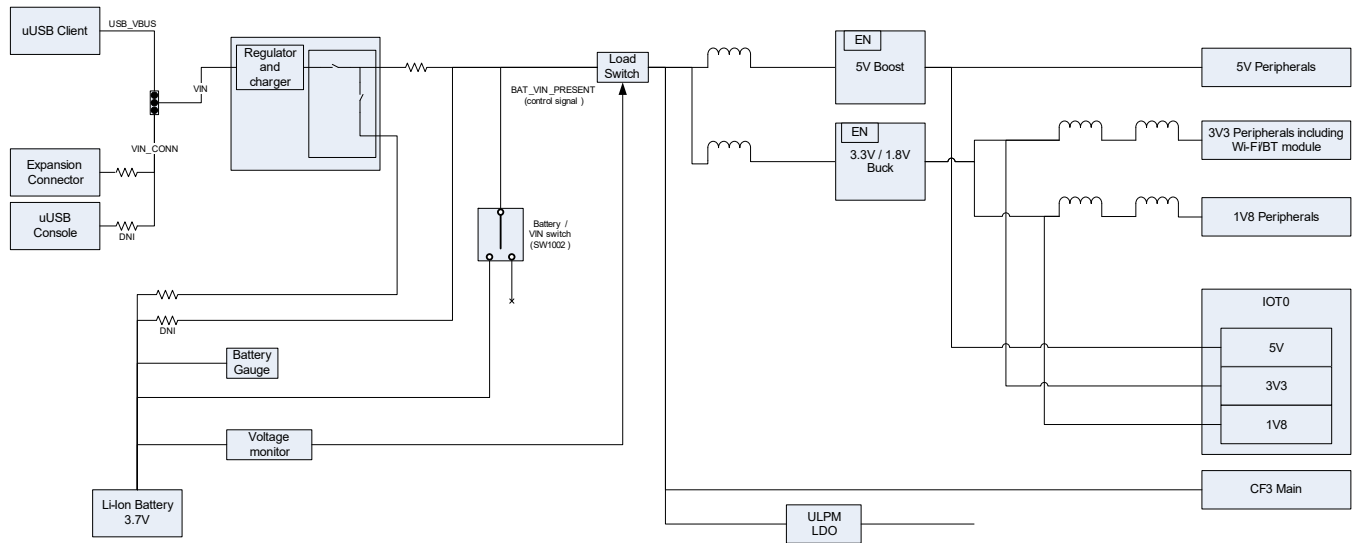 uUSB Client
USB_VBUS
VIN
VIN_CONN
Expansion
Connector
uUSB
Console
DNI
Regulator
and
charger
Load
Switch
BAT_VIN_PRESENT
(control signal )
Battery /
VIN switch
(SW1002 )
DNI
Battery
Gauge
Voltage
monitor
Li-Ion Battery
3.7V
EN
5V Boost
EN
3.3V / 1.8V
Buck
5V Peripherals
3V3 Peripherals including
Wi-Fi/BT module
1V8 Peripherals
IOT0
5V
3V3
1V8
CF3 Main
ULPM
LDO